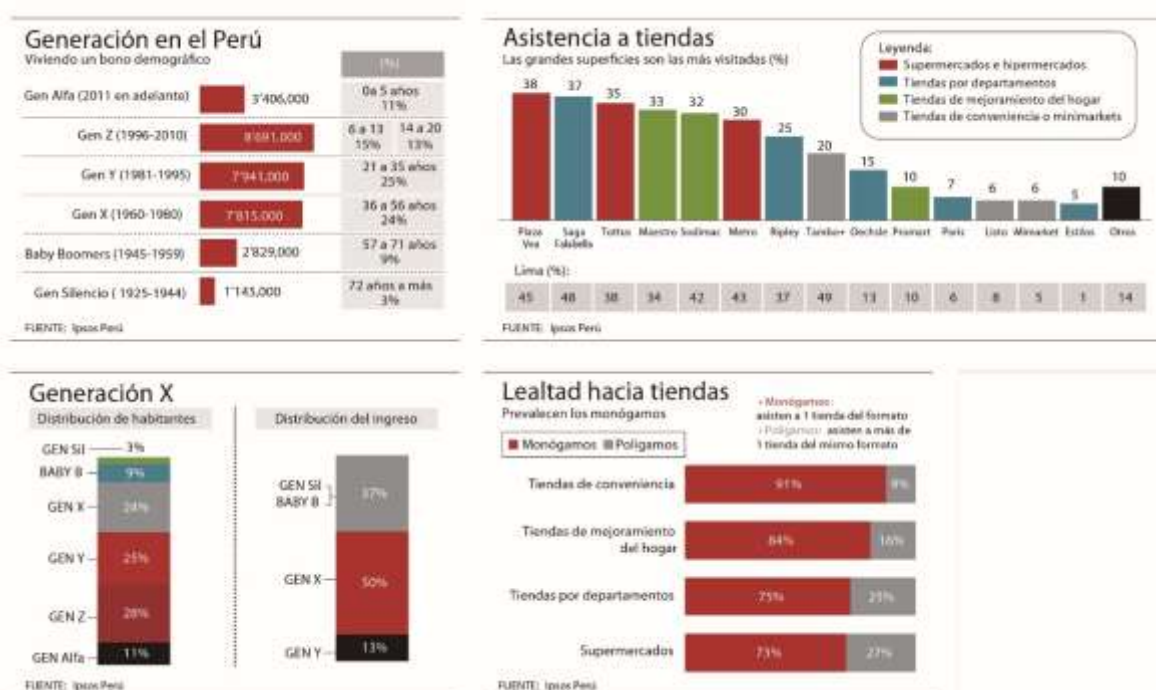 Generación en el Perú
Viviendo un bono demográfico
(%)
Gen Alfa (2011 en adelante)
3'406,000
0a 5 años
11%
Gen Z (1996-2010)
8'691,000
6 a 13 14 a 20
15% 13%
Gen Y (1981-1995)
7'941,000
21 a 35 años
25%
Gen X (1960-1980)
7'815,000
36 a 56 años
24%
Baby Boomers (1945-1959)
2'829,000
57 a 71 años
9%
Gen Silencio ( 1925-1944)
1'145,000
72 años a más
3%
FUENTE: Ipsos Perú
Asistencia a tiendas
Las grandes superficies son las más visitadas (%)
Leyenda:
Supermercados e hipermercados
Tiendas por departamentos
Tiendas de mejoramiento del hogar
Tiendas de conveniencia o minimarkets
38 37 35 33 32 30 25 20 15 10 7 6 6 5 10
Plaza Vea
Saga Falabella
Tottus Maestro Sodimac Metro Ripley Tambo+ Oechsle Promart Paris Listo Mimarket Estilos Otros
Lima (%):
45 48 38 34 42 43 37 49 13 10 6 8 5 1 14
FUENTE: Ipsos Perú
Generación X
Distribución de habitantes
GEN Sil 3%
BABY B 9%
GEN X 24%
GEN Y 25%
GEN Z 28%
GEN Alfa 11%
Distribución del ingreso
GEN Sil
BABY B
37%
GEN X 50%
GEN Y 13%
FUENTE: Ipsos Perú
Lealtad hacia tiendas
Prevalecen los monógamos
• Monógamos:
asisten a 1 tienda del formato
• Polígamos: asisten a más de
1 tienda del mismo formato
Monógamos Polígamos
Tiendas de conveniencia 91% 9%
Tiendas de mejoramiento
del hogar
84% 16%
Tiendas por departamentos 75% 25%
Supermercados 73% 27%
FUENTE: Ipsos Perú